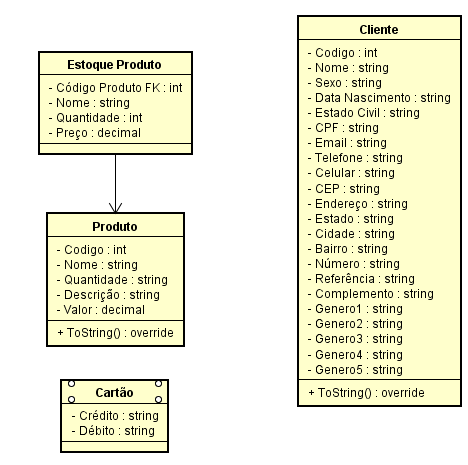 Estoque Produto
- Código Produto FK : int
- Nome : string
- Quantidade : int
- Preço : decimal
Produto
- Codigo : int
- Nome : string
- Quantidade : string
- Descrição : string
- Valor : decimal
+ ToString() : override
Cartão
- Crédito : string
- Débito : string
Cliente
- Codigo : int
- Nome : string
- Sexo : string
- Data Nascimento : string
- Estado Civil : string
- CPF : string
- Email : string
- Telefone : string
- Celular : string
- CEP : string
- Endereço : string
- Estado : string
- Cidade : string
- Bairro : string
- Número : string
- Referência : string
- Complemento : string
- Genero1 : string
- Genero2 : string
- Genero3 : string
- Genero4 : string
- Genero5 : string
+ ToString() : override